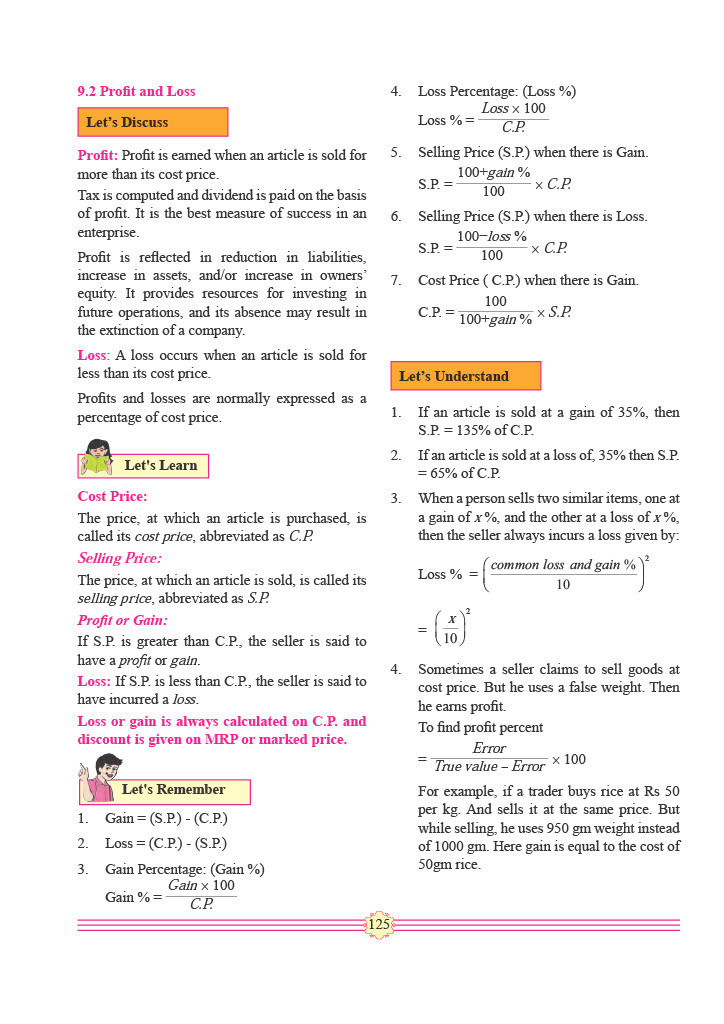 9.2 Profit and Loss
Let’s Discuss
Profit: Profit is earned when an article is sold for
more than its cost price.
Tax is computed and dividend is paid on the basis
of profit. It is the best measure of success in an
enterprise.
Profit is reflected in reduction in liabilities,
increase in assets, and/or increase in owners’
equity. It provides resources for investing in
future operations, and its absence may result in
the extinction of a company.
Loss: A loss occurs when an article is sold for
less than its cost price.
Profits and losses are normally expressed as a
percentage of cost price.
Let's Learn
Cost Price:
The price, at which an article is purchased, is
called its cost price, abbreviated as C.P.
Selling Price:
The price, at which an article is sold, is called its
selling price, abbreviated as S.P.
Profit or Gain:
If S.P. is greater than C.P., the seller is said to
have a profit or gain.
Loss: If S.P. is less than C.P., the seller is said to
have incurred a loss.
Loss or gain is always calculated on C.P. and
discount is given on MRP or marked price.
Let's Remember
1. Gain = (S.P.) - (C.P.)
2. Loss = (C.P.) - (S.P.)
3. Gain Percentage: (Gain %)
Gain % = Gain × 100
C.P.
4. Loss Percentage: (Loss %)
Loss % = Loss × 100
C.P.
5. Selling Price (S.P.) when there is Gain.
S.P. = 100+gain %
100 × C.P.
6. Selling Price (S.P.) when there is Loss.
S.P. = 100−loss %
100 × C.P.
7. Cost Price ( C.P.) when there is Gain.
C.P. = 100
100+gain % × S.P.
Let’s Understand
1. If an article is sold at a gain of 35%, then
S.P. = 135% of C.P.
2. If an article is sold at a loss of, 35% then S.P.
= 65% of C.P.
3. When a person sells two similar items, one at
a gain of x%, and the other at a loss of x%,
then the seller always incurs a loss given by:
Loss % = (common loss and gain %
10)²
= (x
10)²
4. Sometimes a seller claims to sell goods at
cost price. But he uses a false weight. Then
he earns profit.
To find profit percent
= Error
True value – Error × 100
For example, if a trader buys rice at Rs 50
per kg. And sells it at the same price. But
while selling, he uses 950 gm weight instead
of 1000 gm. Here gain is equal to the cost of
50gm rice.
125